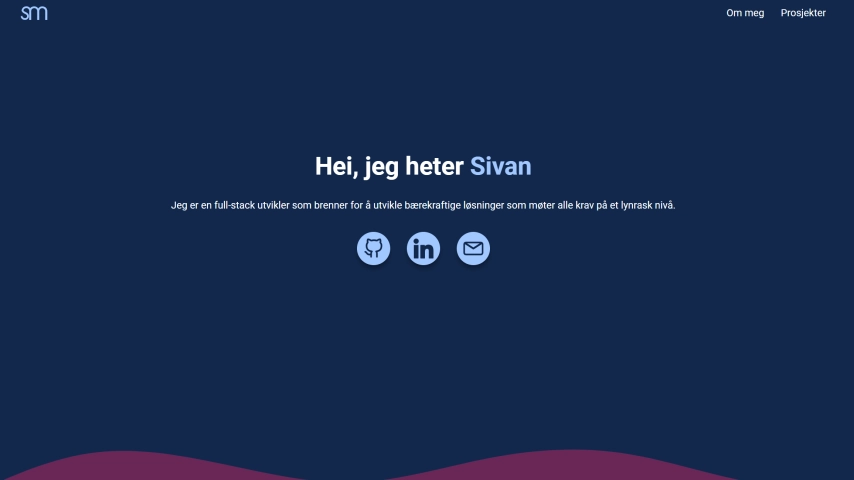 sm
Om meg
Prosjekter
Hei, jeg heter Sivan
Jeg er en full-stack utvikler som brenner for å utvikle bærekraftige løsninger som møter alle krav på et lynrask nivå.
in